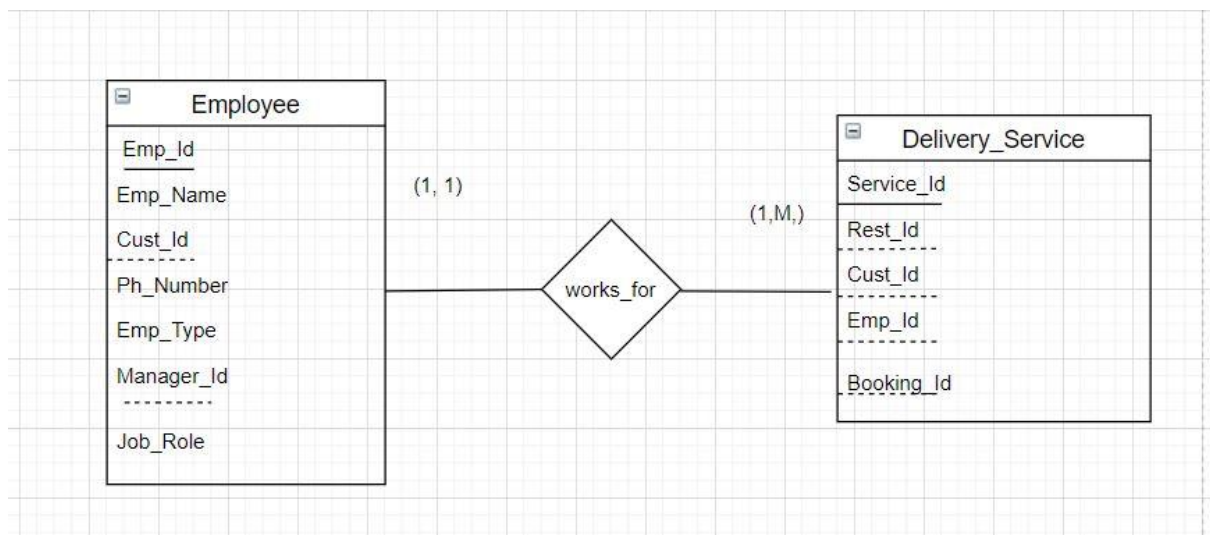 Employee
Emp_Id
Emp_Name
Cust_Id
Ph_Number
Emp_Type
Manager_Id
Job_Role
(1, 1)
works_for
(1,M,)
Delivery_Service
Service_Id
Rest_Id
Cust_Id
Emp_Id
Booking_Id